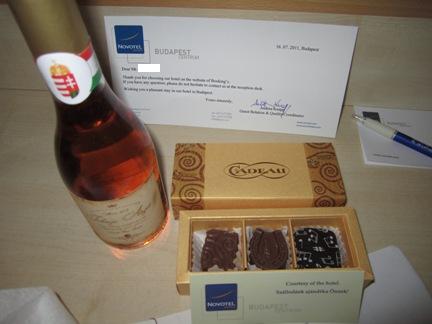 NOVOTEL
BUDAPEST
CENTRUM
16. 07. 2011, Budapest
Dear Mr.
Thank you for choosing our hotel on the website of Booking's.
If you have any question, please do not hesitate to contact us at the reception desk.
Wishing you a pleasant stay in our hotel in Budapest.
Yours sincerely,
Guest Relation & Quality Coordinator
CADEAU
Courtesy of the hotel
Szállodánk ajándéka Önnek!
NOVOTEL
BUDAPEST
CENTRUM